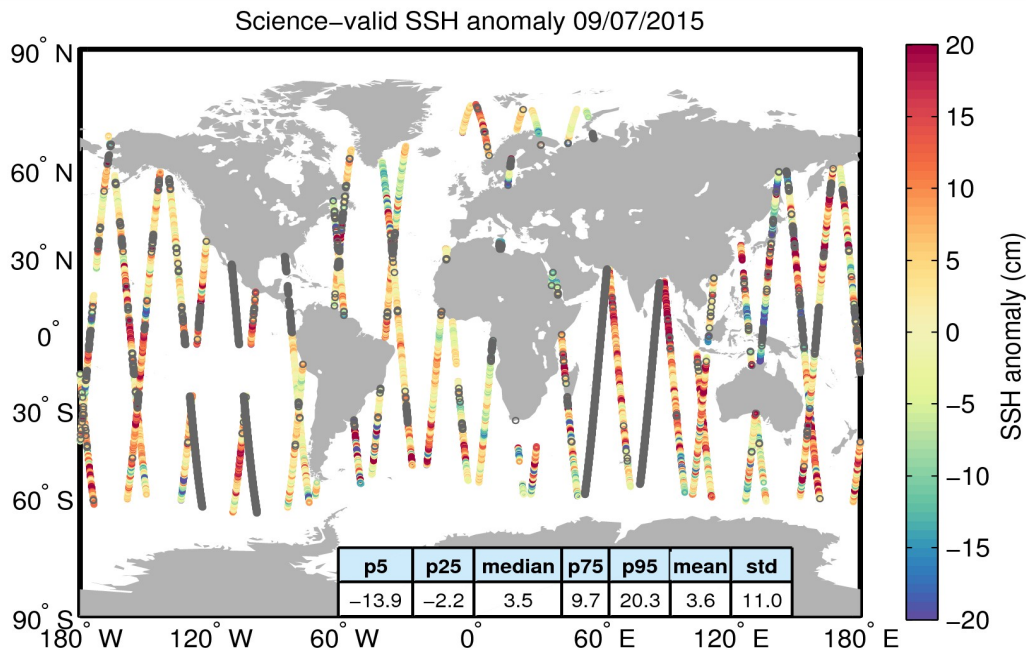 Science−valid SSH anomaly 09/07/2015
90° N
60° N
30° N
0°
30° S
60° S
90° S
180° W
120° W
60° W
0°
60° E
120° E
180° E
p5 p25 median p75 p95 mean std
−13.9 −2.2 3.5 9.7 20.3 3.6 11.0
20
15
10
5
0
−5
−10
−15
−20
SSH anomaly (cm)